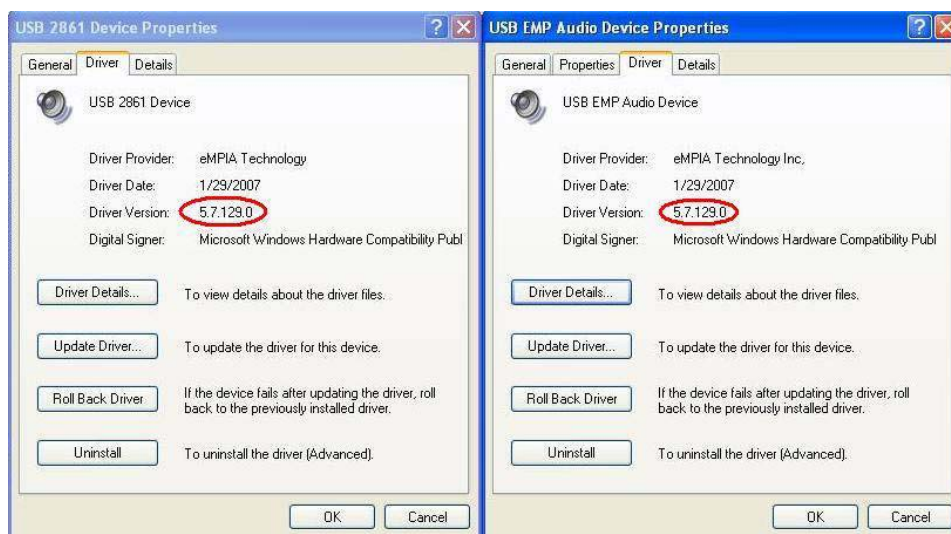 USB 2861 Device Properties
General Driver Details
USB 2861 Device
Driver Provider: eMPIA Technology
Driver Date: 1/29/2007
Driver Version: 5.7.129.0
Digital Signer: Microsoft Windows Hardware Compatibility Publ
Driver Details... To view details about the driver files.
Update Driver... To update the driver for this device.
Roll Back Driver If the device fails after updating the driver, roll
back to the previously installed driver.
Uninstall To uninstall the driver (Advanced).
OK Cancel
USB EMP Audio Device Properties
General Properties Driver Details
USB EMP Audio Device
Driver Provider: eMPIA Technology Inc,
Driver Date: 1/29/2007
Driver Version: 5.7.129.0
Digital Signer: Microsoft Windows Hardware Compatibility Publ
Driver Details... To view details about the driver files.
Update Driver... To update the driver for this device.
Roll Back Driver If the device fails after updating the driver, roll
back to the previously installed driver.
Uninstall To uninstall the driver (Advanced).
OK Cancel